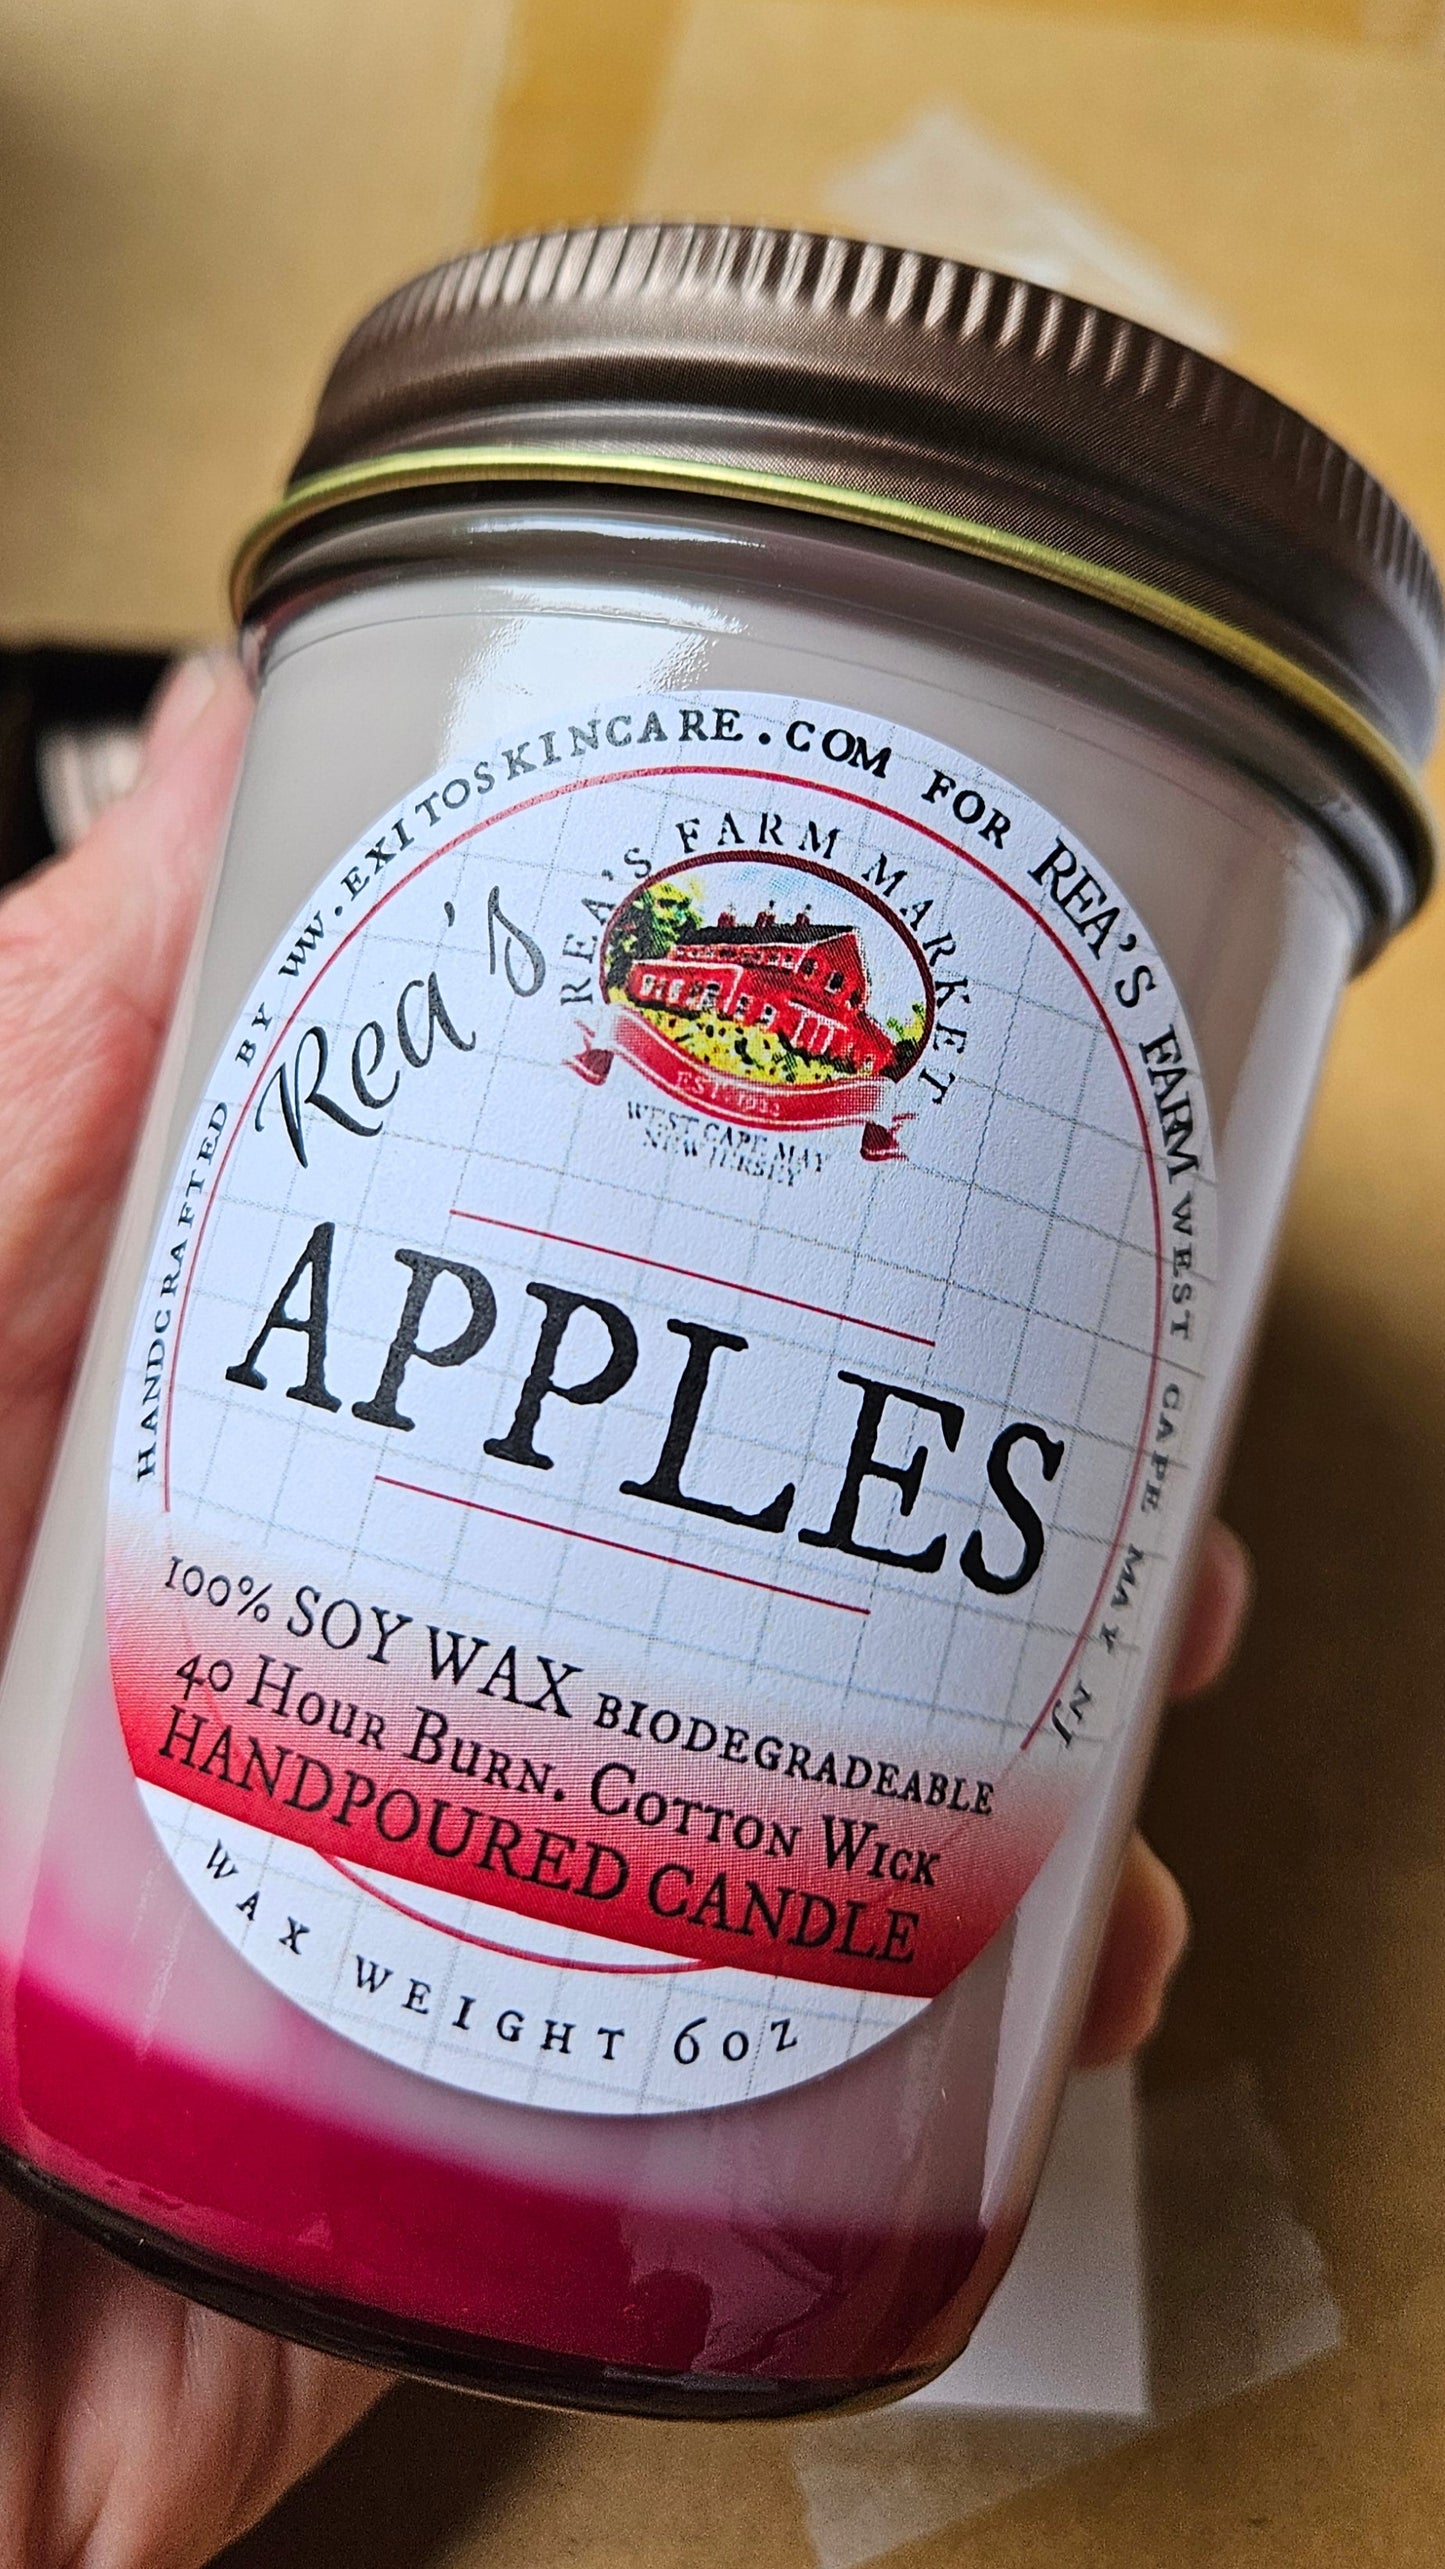 HANDCRAFTED BY WW.EXITOSKINCARE.COM FOR REA'S FARM WEST | CAPE MAY NJ
Rea's
REA'S FARM MARKET
WEST CAPE MAY
NEW JERSEY
APPLES
100% SOY WAX BIODEGRADEABLE
40 HOUR BURN. COTTON WICK
HANDPOURED CANDLE
WAX WEIGHT 6oz